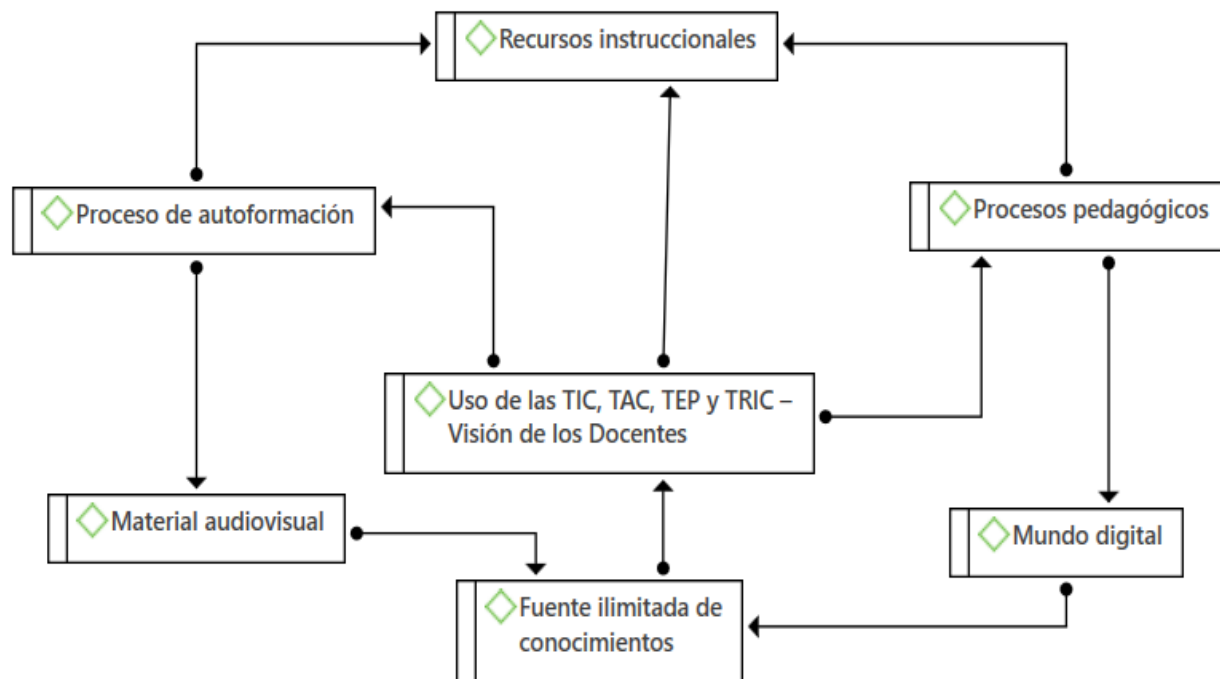 Recursos instruccionales
Proceso de autoformación
Procesos pedagógicos
Uso de las TIC, TAC, TEP y TRIC –
Visión de los Docentes
Material audiovisual
Mundo digital
Fuente ilimitada de
conocimientos